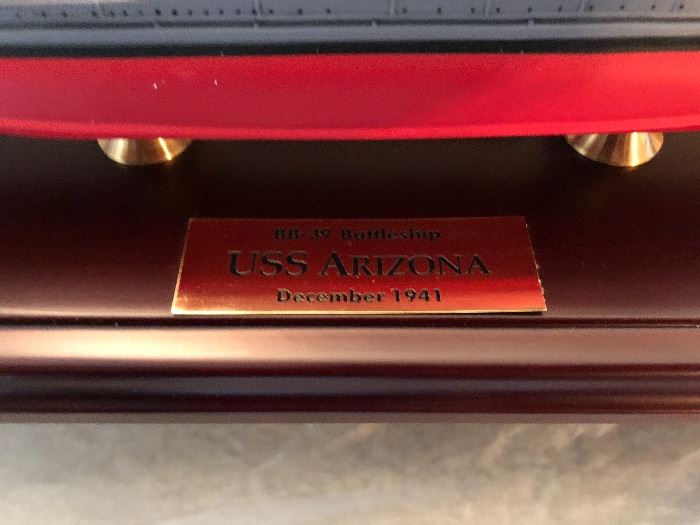 BB-39 Battleship
USS ARIZONA
December 1941